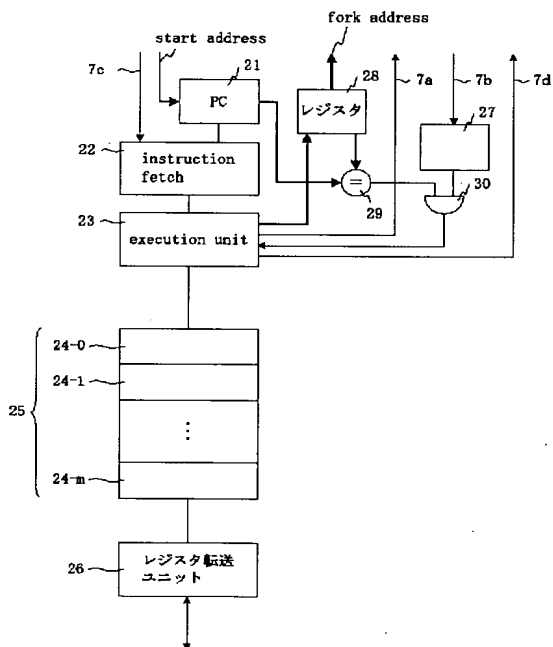 fork address
start address
7c
21
PC
28
レジスタ
7a
7b
7d
27
22
instruction
fetch
=
29
30
23
execution unit
24-0
24-1
25
⋮
24-m
26
レジスタ転送
ユニット